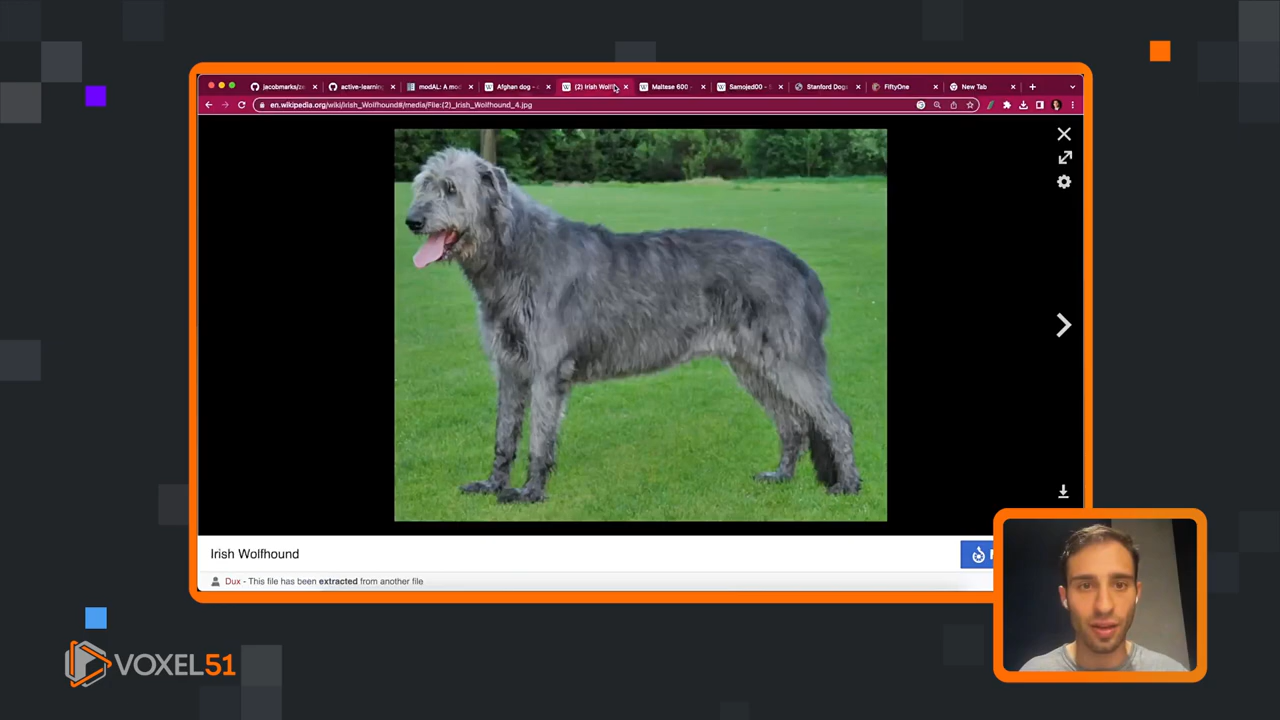 jacobmarks/ze
active-learning
modAL: A mod
Afghan dog -
(2) Irish Wolfh
Maltese 600 -
Samojed00 -
Stanford Dogs
FiftyOne
New Tab
en.wikipedia.org/wiki/Irish_Wolfhound#/media/File:(2)_Irish_Wolfhound_4.jpg
Irish Wolfhound
Dux - This file has been extracted from another file
VOXEL51